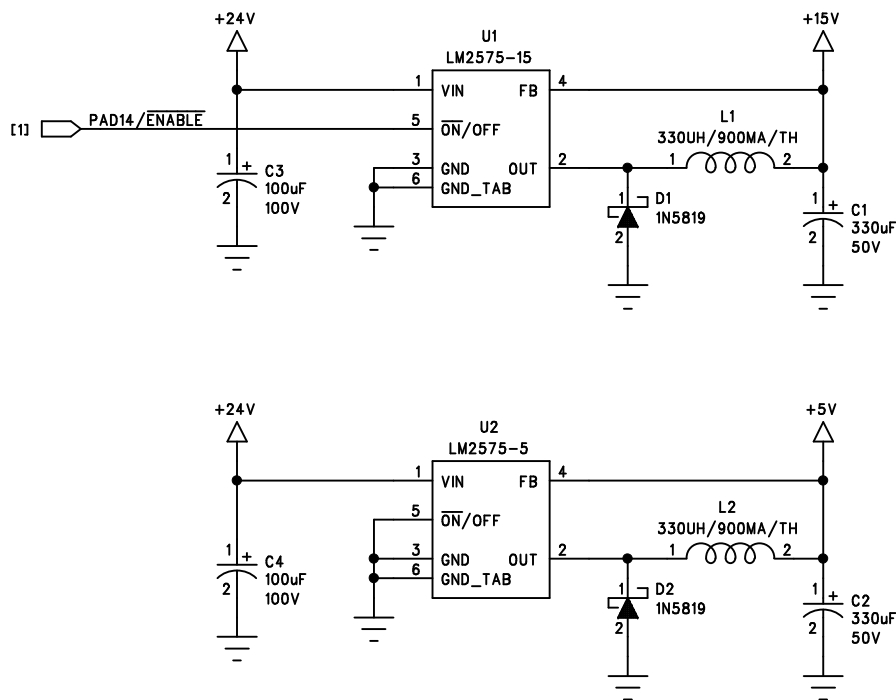 +24V
+15V
U1
LM2575-15
1 VIN FB 4
[1] PAD14/ENABLE
5 ON/OFF
L1
330UH/900MA/TH
3 GND OUT 2
1 2
6 GND_TAB
1 + C3
100uF
2 100V
1 D1
1N5819
2
1 + C1
330uF
2 50V
+24V
+5V
U2
LM2575-5
1 VIN FB 4
5 ON/OFF
L2
330UH/900MA/TH
3 GND OUT 2
1 2
6 GND_TAB
1 + C4
100uF
2 100V
1 D2
1N5819
2
1 + C2
330uF
2 50V